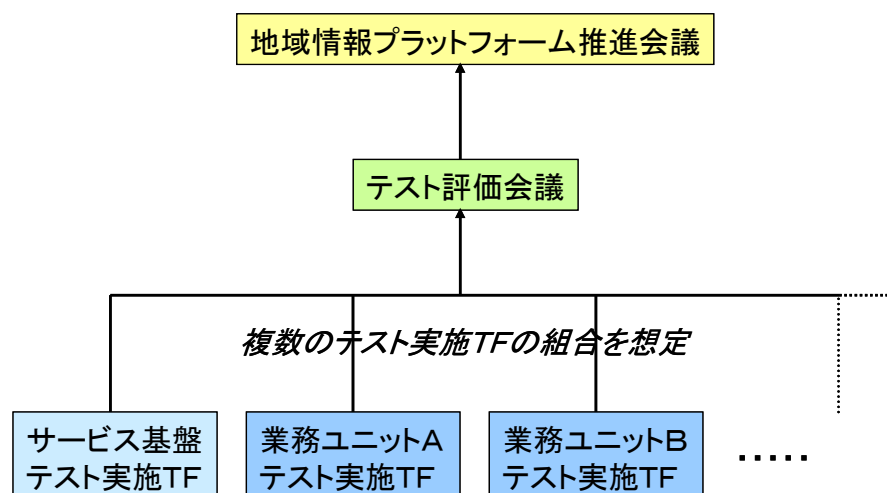 地域情報プラットフォーム推進会議
テスト評価会議
複数のテスト実施TFの組合を想定
サービス基盤
テスト実施TF
業務ユニットA
テスト実施TF
業務ユニットB
テスト実施TF
・・・・・